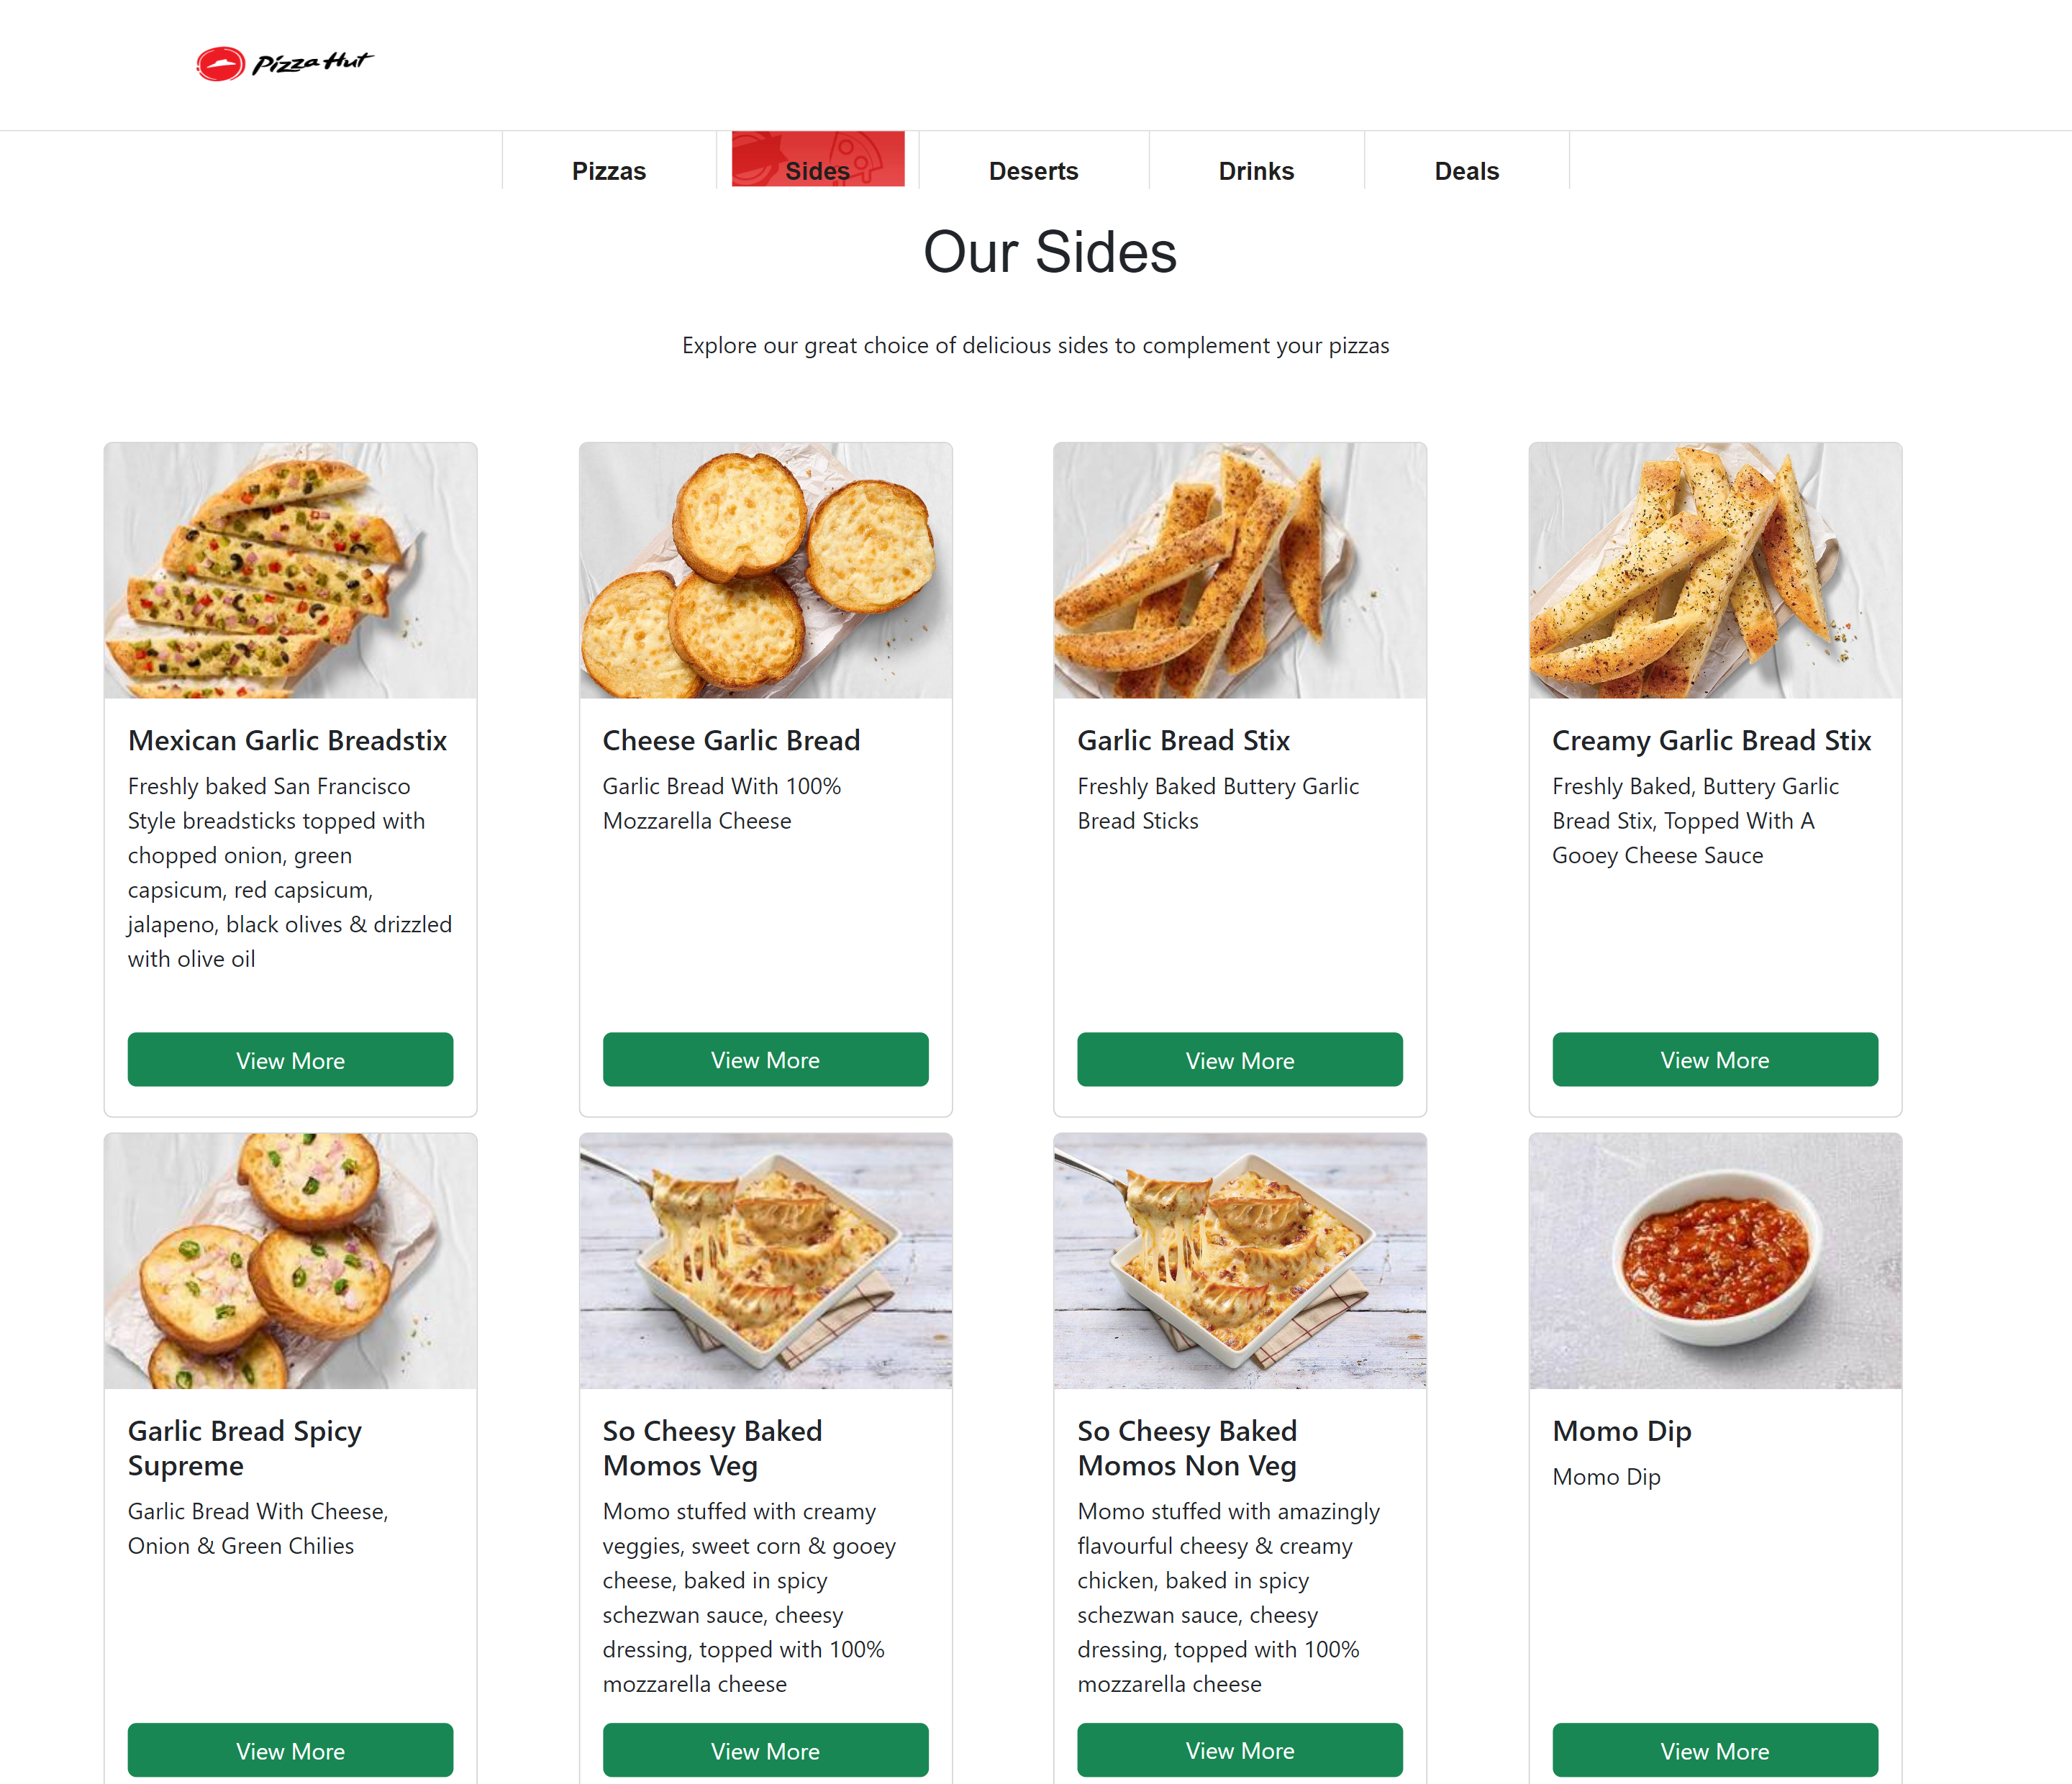 Pizza Hut
Pizzas
Sides
Deserts
Drinks
Deals
Our Sides
Explore our great choice of delicious sides to complement your pizzas
Mexican Garlic Breadstix
Freshly baked San Francisco
Style breadsticks topped with
chopped onion, green
capsicum, red capsicum,
jalapeno, black olives & drizzled
with olive oil
View More
Cheese Garlic Bread
Garlic Bread With 100%
Mozzarella Cheese
View More
Garlic Bread Stix
Freshly Baked Buttery Garlic
Bread Sticks
View More
Creamy Garlic Bread Stix
Freshly Baked, Buttery Garlic
Bread Stix, Topped With A
Gooey Cheese Sauce
View More
Garlic Bread Spicy
Supreme
Garlic Bread With Cheese,
Onion & Green Chilies
View More
So Cheesy Baked
Momos Veg
Momo stuffed with creamy
veggies, sweet corn & gooey
cheese, baked in spicy
schezwan sauce, cheesy
dressing, topped with 100%
mozzarella cheese
View More
So Cheesy Baked
Momos Non Veg
Momo stuffed with amazingly
flavourful cheesy & creamy
chicken, baked in spicy
schezwan sauce, cheesy
dressing, topped with 100%
mozzarella cheese
View More
Momo Dip
Momo Dip
View More